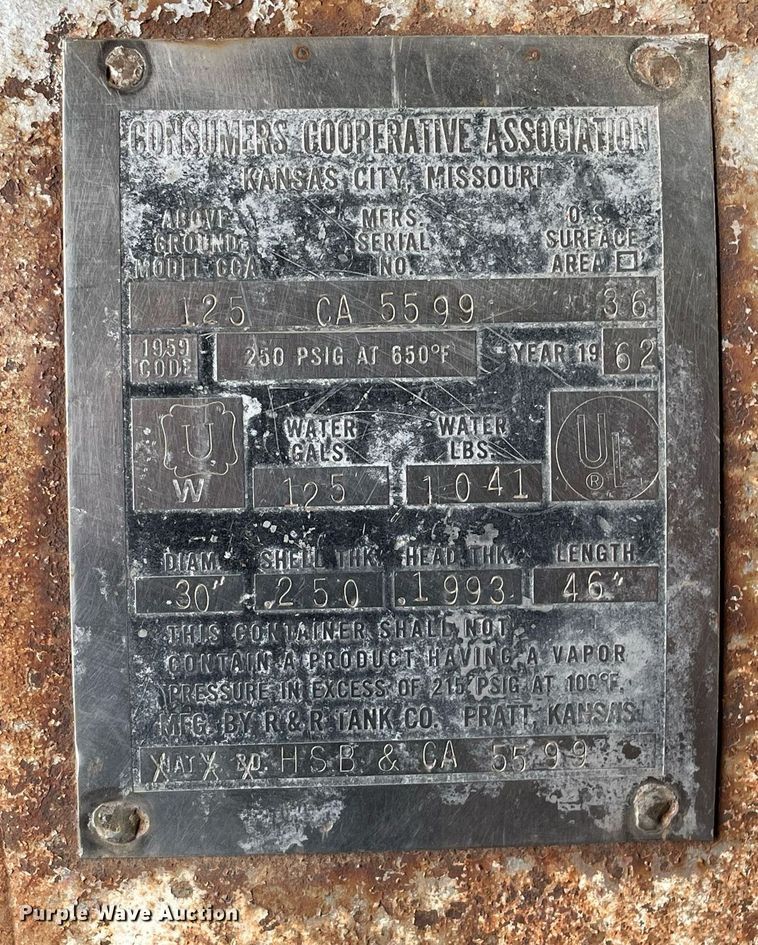 CONSUMERS COOPERATIVE ASSOCIATION
KANSAS CITY, MISSOURI
ABOVE GROUND MODEL CCA
MFRS. SERIAL NO.
O.S. SURFACE AREA □
125 CA 5599 36
1959 CODE
250 PSIG AT 650°F
YEAR 1962
U
W
WATER GALS.
WATER LBS.
UL ®
125 1041
DIAM. SHELL THK. HEAD THK. LENGTH
30" .250 .1993 46"
THIS CONTAINER SHALL NOT
CONTAIN A PRODUCT HAVING A VAPOR
PRESSURE IN EXCESS OF 215 PSIG AT 100°F.
MFG. BY R & R TANK CO. PRATT, KANSAS
HSB & CA 5599
Purple Wave Auction